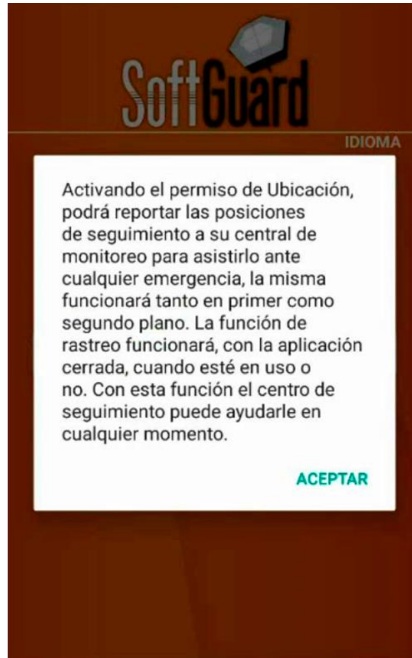 SoftGuard
IDIOMA
Activando el permiso de Ubicación,
podrá reportar las posiciones
de seguimiento a su central de
monitoreo para asistirlo ante
cualquier emergencia, la misma
funcionará tanto en primer como
segundo plano. La función de
rastreo funcionará, con la aplicación
cerrada, cuando esté en uso o
no. Con esta función el centro de
seguimiento puede ayudarle en
cualquier momento.
ACEPTAR